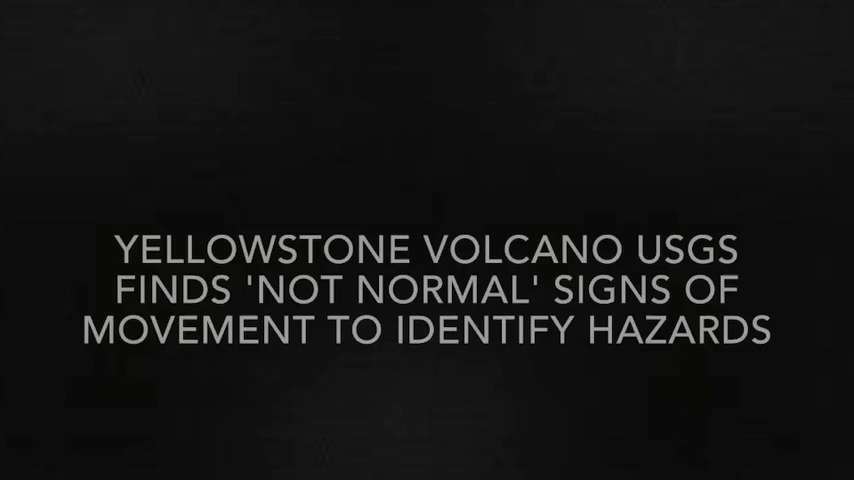 YELLOWSTONE VOLCANO USGS
FINDS 'NOT NORMAL' SIGNS OF
MOVEMENT TO IDENTIFY HAZARDS